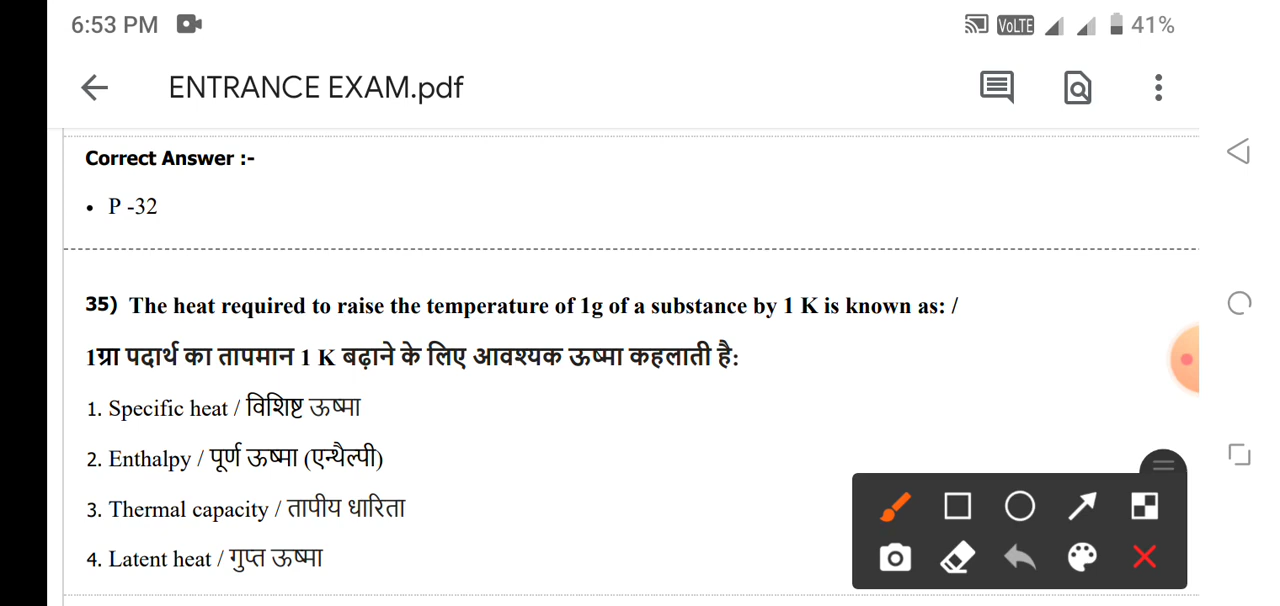 6:53 PM VoLTE 41%
ENTRANCE EXAM.pdf
Correct Answer :-
• P -32
35) The heat required to raise the temperature of 1g of a substance by 1 K is known as: /
1ग्रा पदार्थ का तापमान 1 K बढ़ाने के लिए आवश्यक ऊष्मा कहलाती है:
1. Specific heat / विशिष्ट ऊष्मा
2. Enthalpy / पूर्ण ऊष्मा (एन्थैल्पी)
3. Thermal capacity / तापीय धारिता
4. Latent heat / गुप्त ऊष्मा